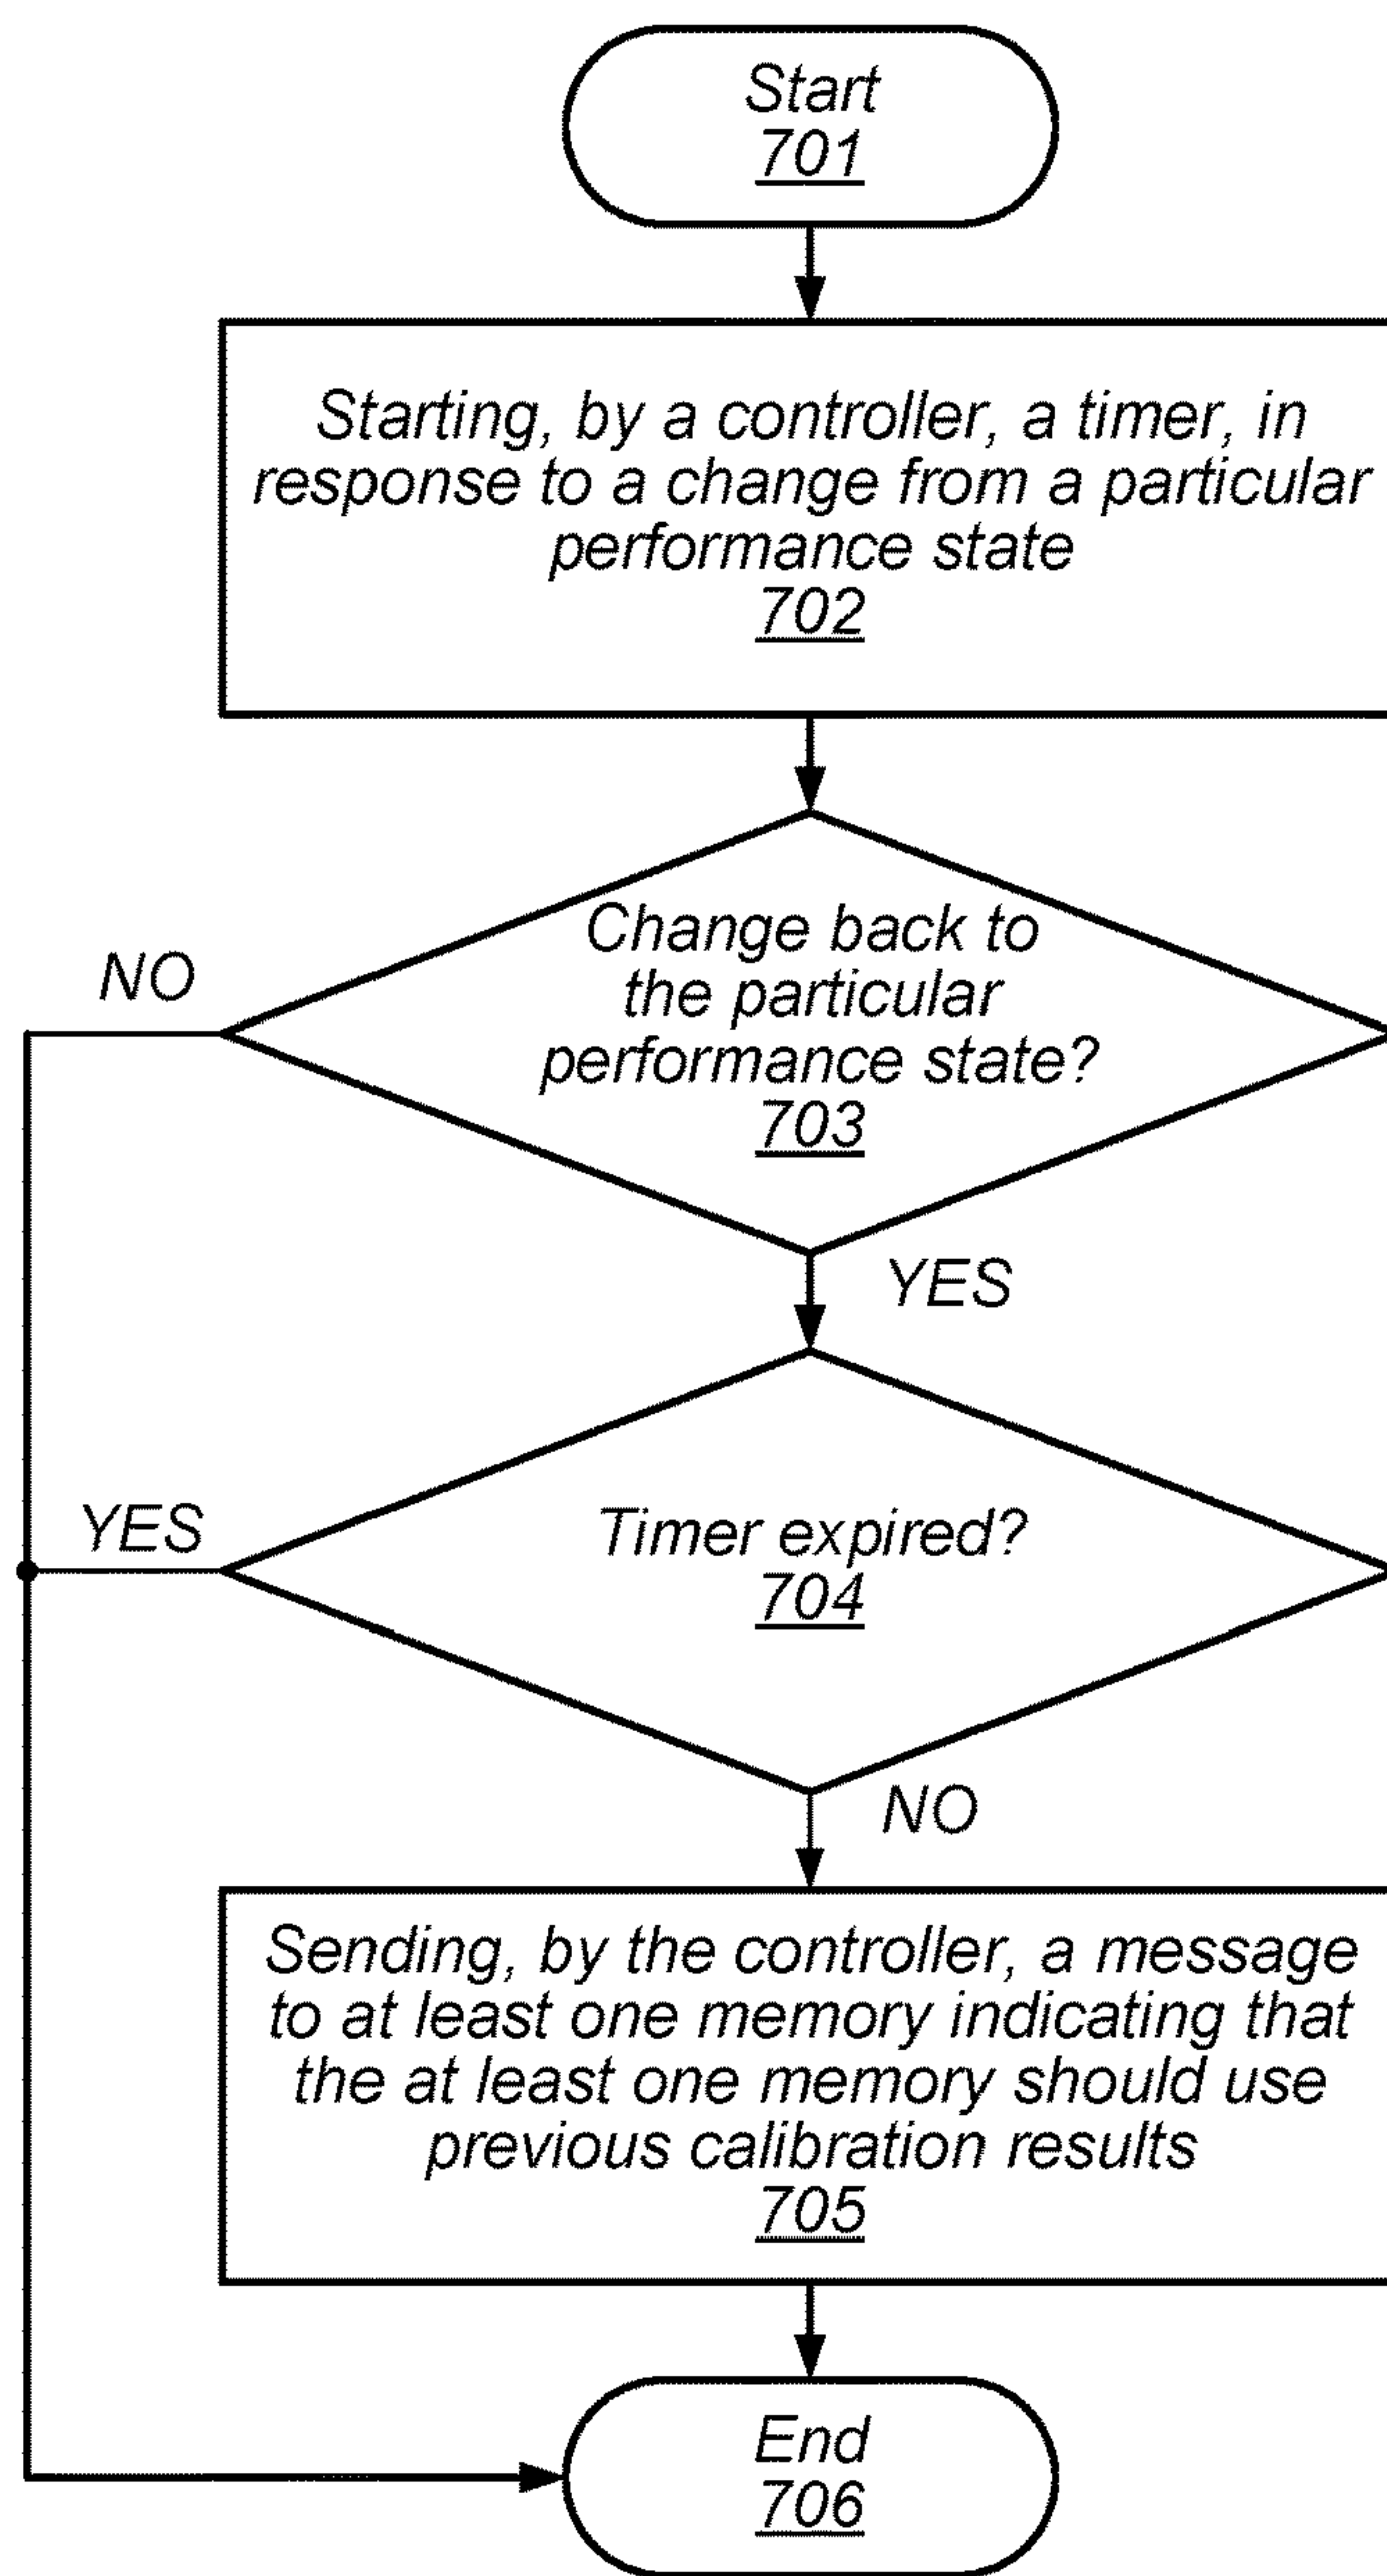 Start
701
Starting, by a controller, a timer, in
response to a change from a particular
performance state
702
Change back to
the particular
performance state?
703
NO
YES
Timer expired?
704
YES
NO
Sending, by the controller, a message
to at least one memory indicating that
the at least one memory should use
previous calibration results
705
End
706